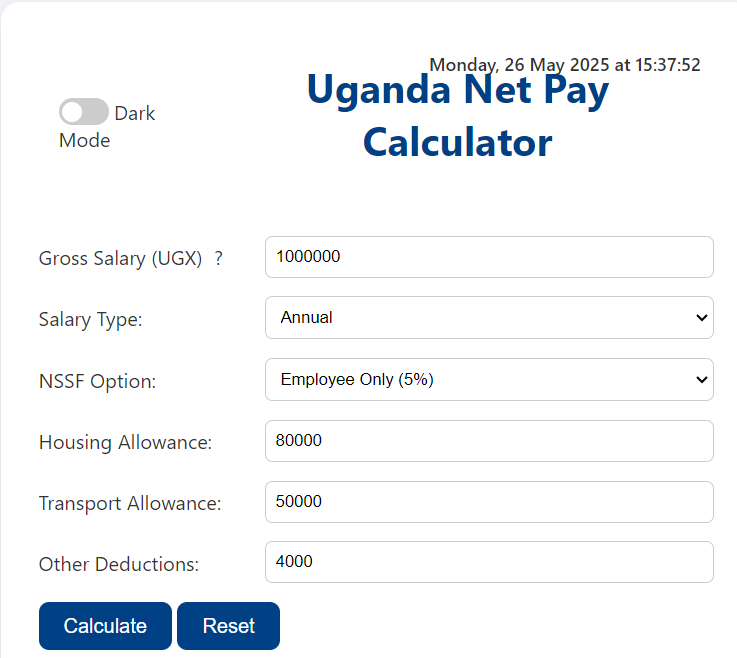 Monday, 26 May 2025 at 15:37:52
Uganda Net Pay
Calculator
Dark
Mode
Gross Salary (UGX) ?
1000000
Salary Type:
Annual
NSSF Option:
Employee Only (5%)
Housing Allowance:
80000
Transport Allowance:
50000
Other Deductions:
4000
Calculate
Reset